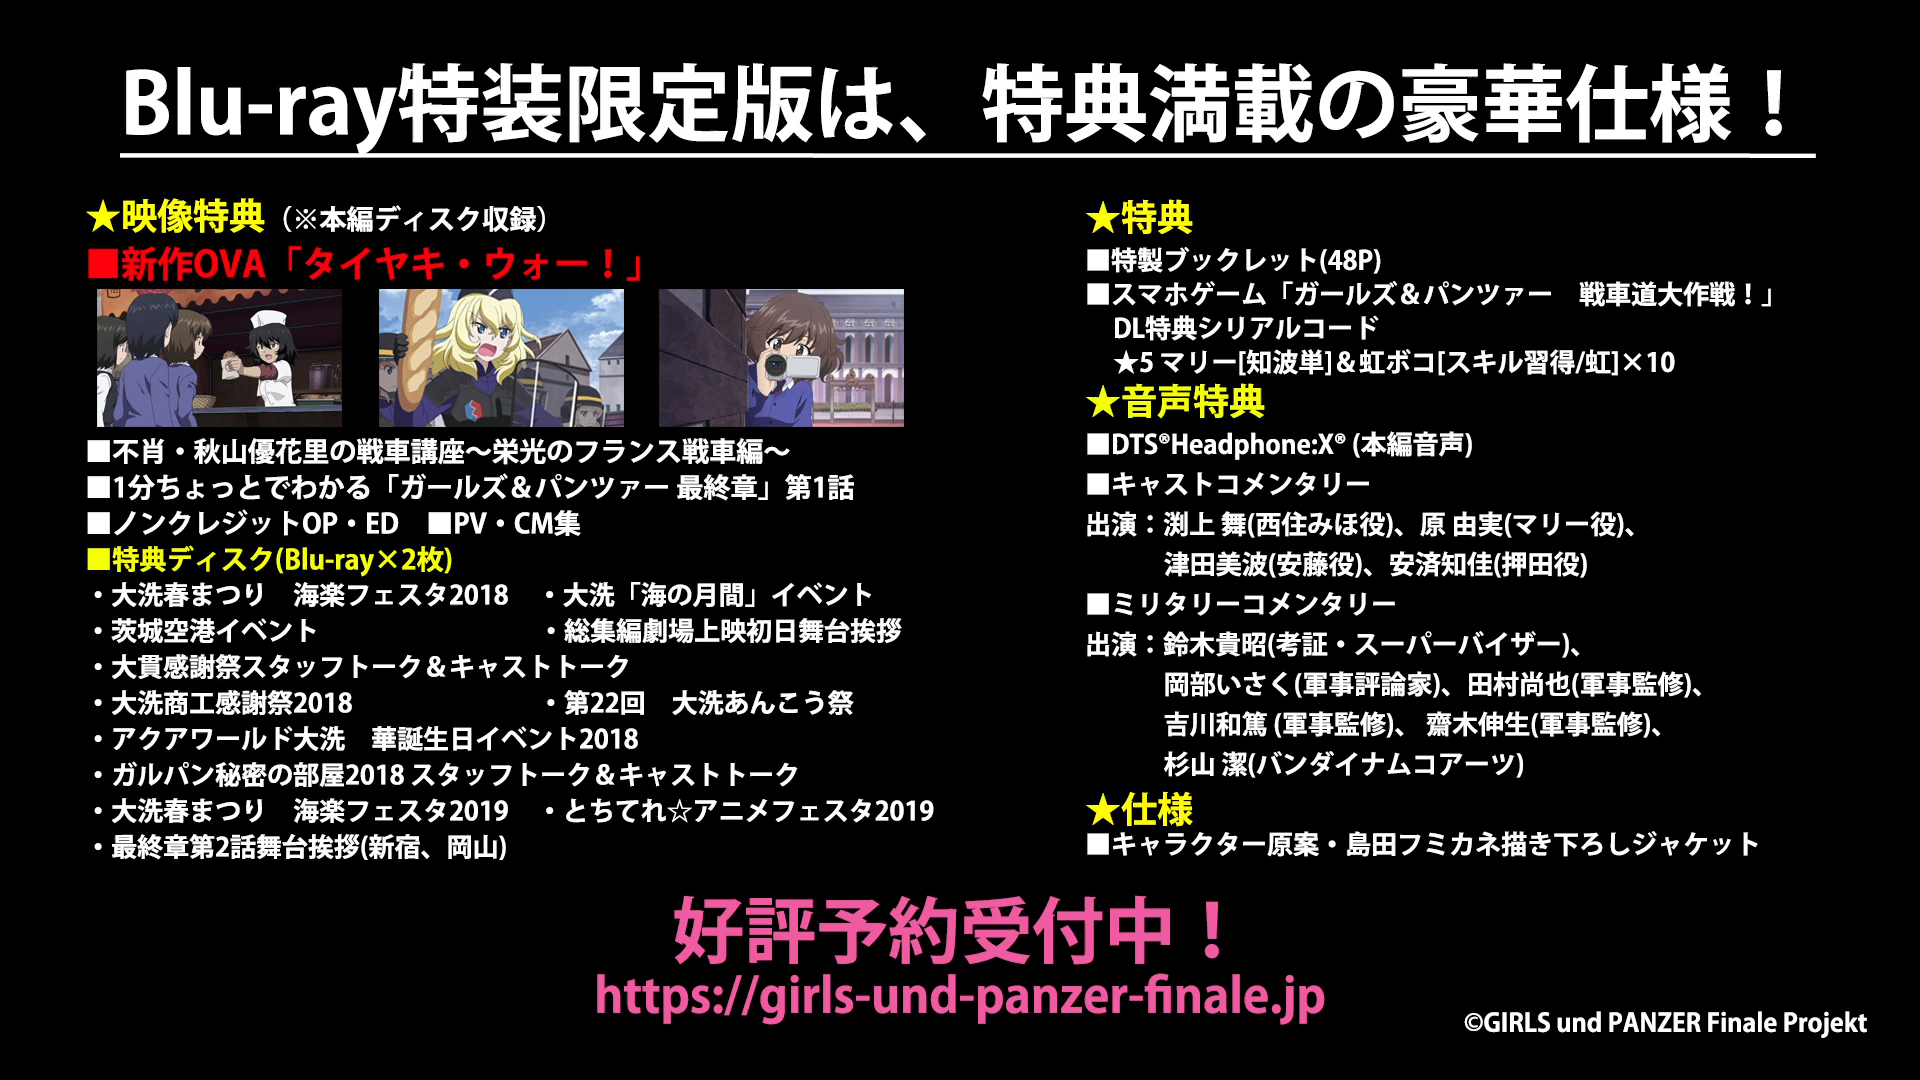 Blu-ray特装限定版は、特典満載の豪華仕様！
★映像特典（※本編ディスク収録）
■新作OVA「タイヤキ・ウォー！」
■不肖・秋山優花里の戦車講座～栄光のフランス戦車編～
■1分ちょっとでわかる「ガールズ＆パンツァー 最終章」第1話
■ノンクレジットOP・ED　■PV・CM集
■特典ディスク(Blu-ray×2枚)
・大洗春まつり　海楽フェスタ2018　・大洗「海の月間」イベント
・茨城空港イベント　・総集編劇場上映初日舞台挨拶
・大貫感謝祭スタッフトーク＆キャストトーク
・大洗商工感謝祭2018　・第22回　大洗あんこう祭
・アクアワールド大洗　華誕生日イベント2018
・ガルパン秘密の部屋2018 スタッフトーク＆キャストトーク
・大洗春まつり　海楽フェスタ2019　・とちてれ☆アニメフェスタ2019
・最終章第2話舞台挨拶(新宿、岡山)
★特典
■特製ブックレット(48P)
■スマホゲーム「ガールズ＆パンツァー　戦車道大作戦！」
DL特典シリアルコード
★5 マリー[知波単]＆虹ボコ[スキル習得/虹]×10
★音声特典
■DTS®Headphone:X® (本編音声)
■キャストコメンタリー
出演：渕上 舞(西住みほ役)、原 由実(マリー役)、
津田美波(安藤役)、安済知佳(押田役)
■ミリタリーコメンタリー
出演：鈴木貴昭(考証・スーパーバイザー)、
岡部いさく(軍事評論家)、田村尚也(軍事監修)、
吉川和篤 (軍事監修)、 齋木伸生(軍事監修)、
杉山 潔(バンダイナムコアーツ)
★仕様
■キャラクター原案・島田フミカネ描き下ろしジャケット
好評予約受付中！
https://girls-und-panzer-finale.jp
©GIRLS und PANZER Finale Projekt